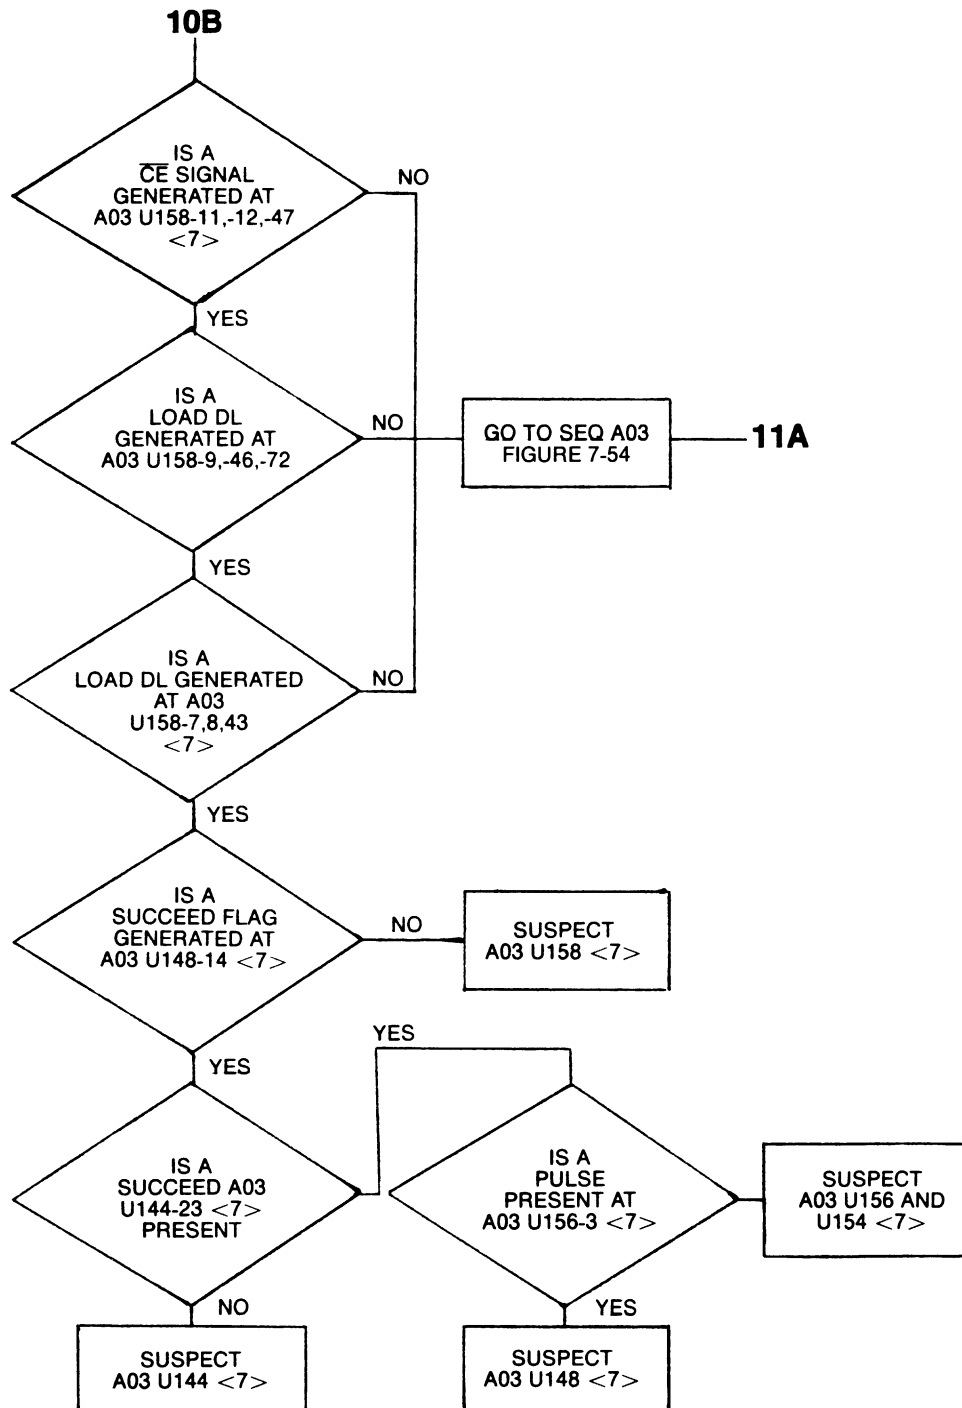 10B
IS A
C̅E̅ SIGNAL
GENERATED AT
A03 U158-11,-12,-47
<7>
NO
YES
IS A
LOAD DL
GENERATED AT
A03 U158-9,-46,-72
NO
GO TO SEQ A03
FIGURE 7-54
11A
YES
IS A
LOAD DL GENERATED
AT A03
U158-7,8,43
<7>
NO
YES
IS A
SUCCEED FLAG
GENERATED AT
A03 U148-14 <7>
NO
SUSPECT
A03 U158 <7>
YES
IS A
SUCCEED A03
U144-23 <7>
PRESENT
YES
IS A
PULSE
PRESENT AT
A03 U156-3 <7>
SUSPECT
A03 U156 AND
U154 <7>
NO
SUSPECT
A03 U144 <7>
YES
SUSPECT
A03 U148 <7>